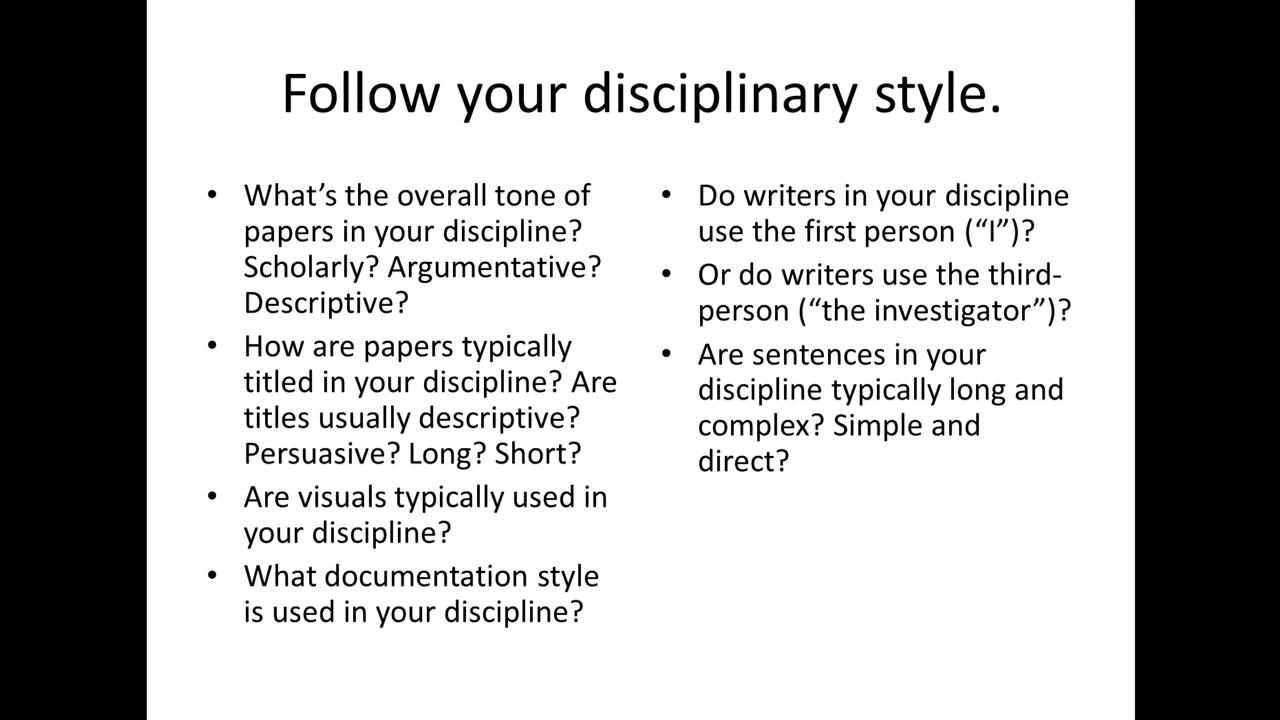 Follow your disciplinary style.
• What’s the overall tone of
papers in your discipline?
Scholarly? Argumentative?
Descriptive?
• How are papers typically
titled in your discipline? Are
titles usually descriptive?
Persuasive? Long? Short?
• Are visuals typically used in
your discipline?
• What documentation style
is used in your discipline?
• Do writers in your discipline
use the first person (“I”)?
• Or do writers use the third-
person (“the investigator”)?
• Are sentences in your
discipline typically long and
complex? Simple and
direct?